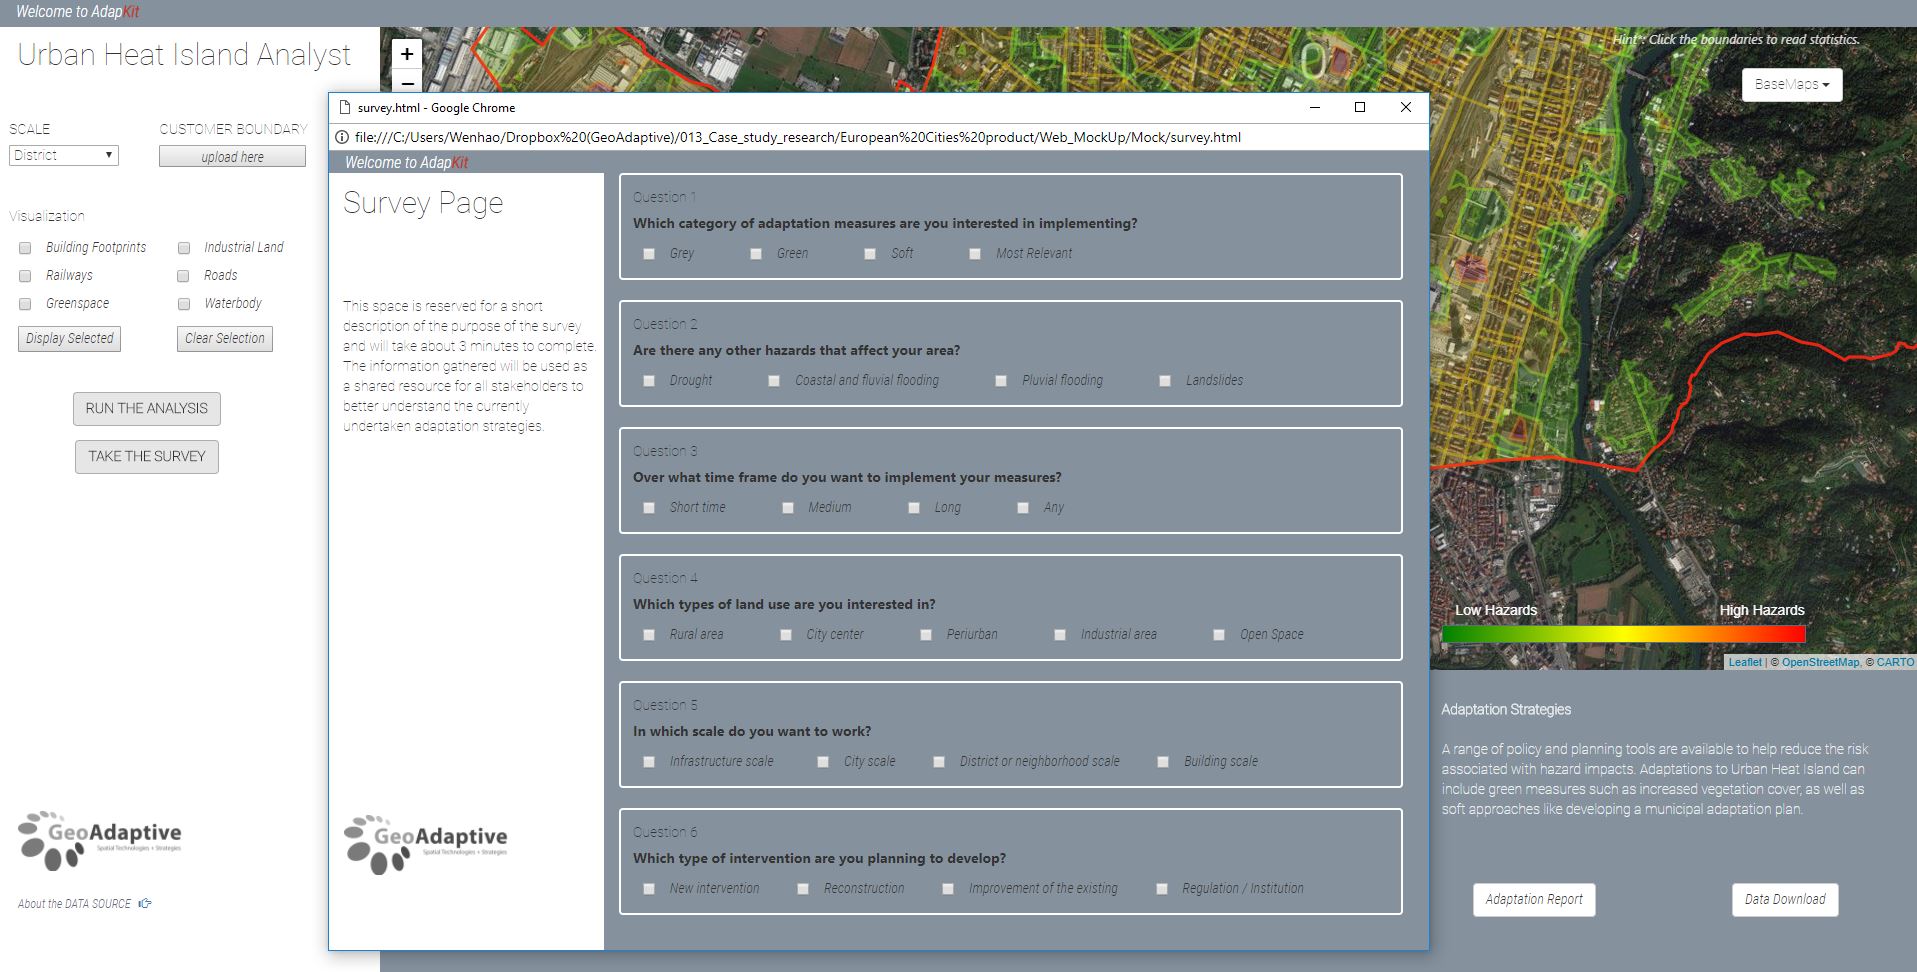 Welcome to AdapKit
Urban Heat Island Analyst
SCALE
CUSTOMER BOUNDARY
District
upload here
Visualization
Building Footprints
Industrial Land
Railways
Roads
Greenspace
Waterbody
Display Selected
Clear Selection
RUN THE ANALYSIS
TAKE THE SURVEY
GeoAdaptive
Spatial Technologies + Strategies
About the DATA SOURCE
+
−
Hint*: Click the boundaries to read statistics.
BaseMaps
survey.html - Google Chrome
file:///C:/Users/Wenhao/Dropbox%20(GeoAdaptive)/013_Case_study_research/European%20Cities%20product/Web_MockUp/Mock/survey.html
Welcome to AdapKit
Survey Page
This space is reserved for a short
description of the purpose of the survey
and will take about 3 minutes to complete.
The information gathered will be used as
a shared resource for all stakeholders to
better understand the currently
undertaken adaptation strategies.
GeoAdaptive
Spatial Technologies + Strategies
Question 1
Which category of adaptation measures are you interested in implementing?
Grey Green Soft Most Relevant
Question 2
Are there any other hazards that affect your area?
Drought Coastal and fluvial flooding Pluvial flooding Landslides
Question 3
Over what time frame do you want to implement your measures?
Short time Medium Long Any
Question 4
Which types of land use are you interested in?
Rural area City center Periurban Industrial area Open Space
Question 5
In which scale do you want to work?
Infrastructure scale City scale District or neighborhood scale Building scale
Question 6
Which type of intervention are you planning to develop?
New intervention Reconstruction Improvement of the existing Regulation / Institution
Low Hazards High Hazards
Leaflet | © OpenStreetMap, © CARTO
Adaptation Strategies
A range of policy and planning tools are available to help reduce the risk
associated with hazard impacts. Adaptations to Urban Heat Island can
include green measures such as increased vegetation cover, as well as
soft approaches like developing a municipal adaptation plan.
Adaptation Report
Data Download